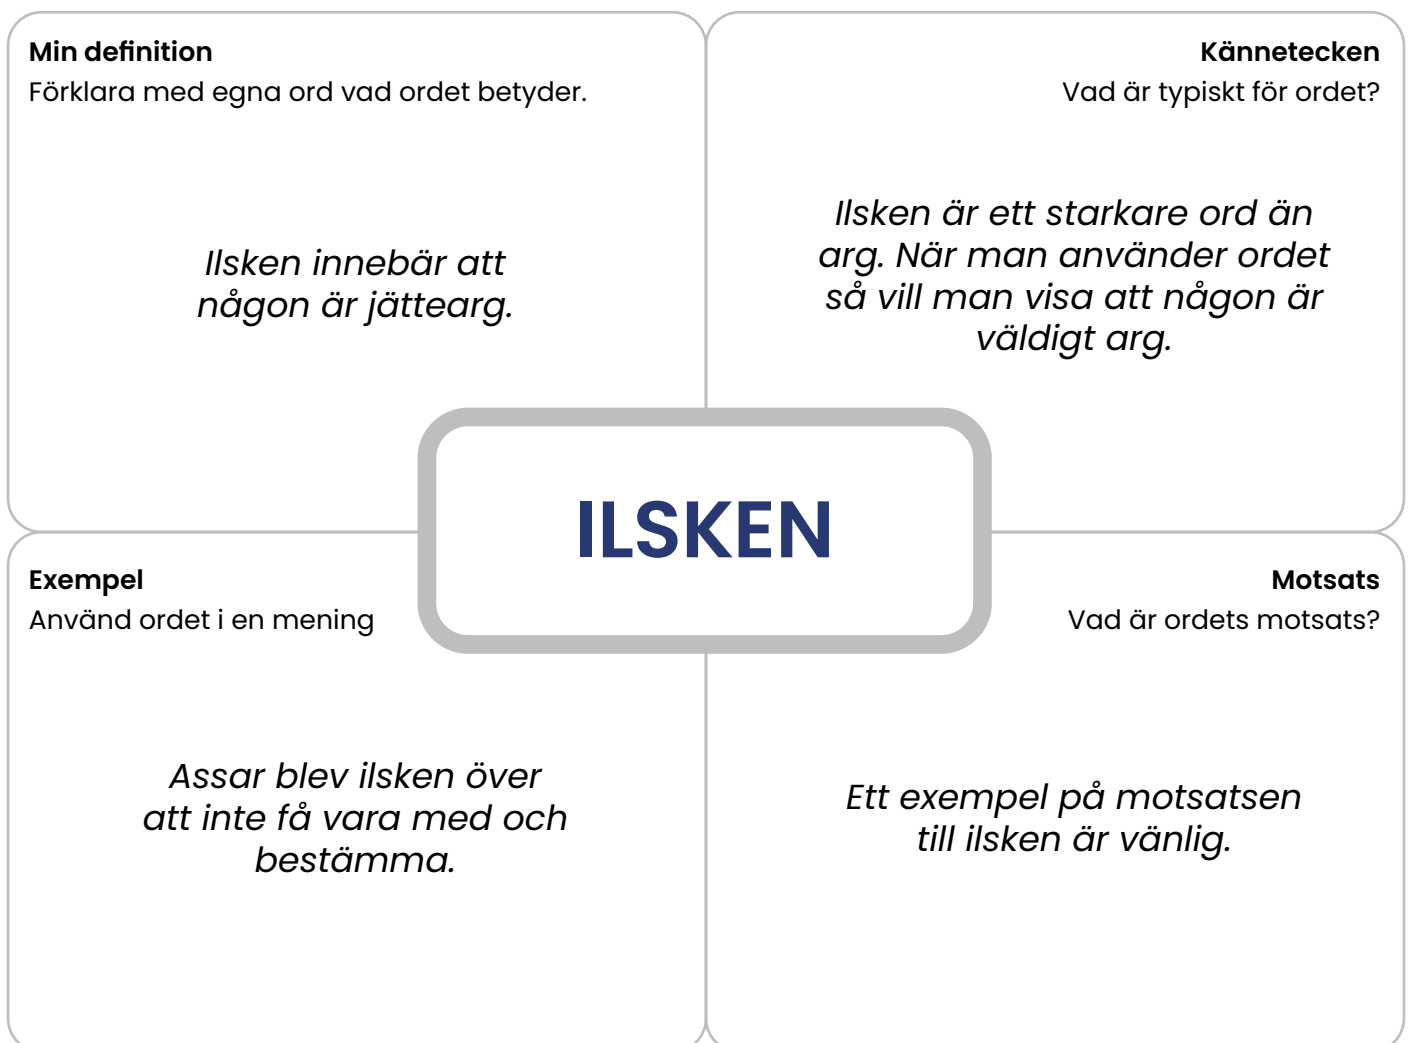 Min definition
Förklara med egna ord vad ordet betyder.
Ilsken innebär att
någon är jättearg.
Kännetecken
Vad är typiskt för ordet?
Ilsken är ett starkare ord än
arg. När man använder ordet
så vill man visa att någon är
väldigt arg.
ILSKEN
Exempel
Använd ordet i en mening
Assar blev ilsken över
att inte få vara med och
bestämma.
Motsats
Vad är ordets motsats?
Ett exempel på motsatsen
till ilsken är vänlig.